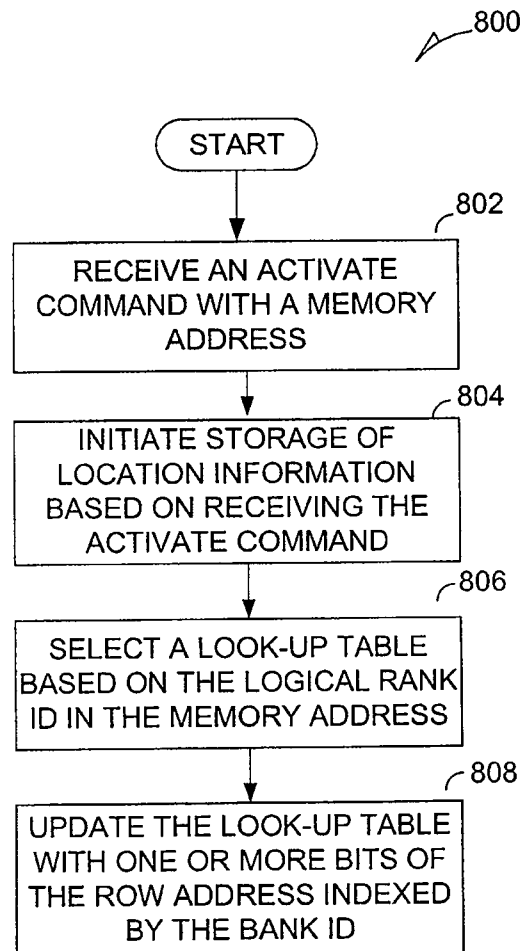 800
START
802
RECEIVE AN ACTIVATE
COMMAND WITH A MEMORY
ADDRESS
804
INITIATE STORAGE OF
LOCATION INFORMATION
BASED ON RECEIVING THE
ACTIVATE COMMAND
806
SELECT A LOOK-UP TABLE
BASED ON THE LOGICAL RANK
ID IN THE MEMORY ADDRESS
808
UPDATE THE LOOK-UP TABLE
WITH ONE OR MORE BITS OF
THE ROW ADDRESS INDEXED
BY THE BANK ID